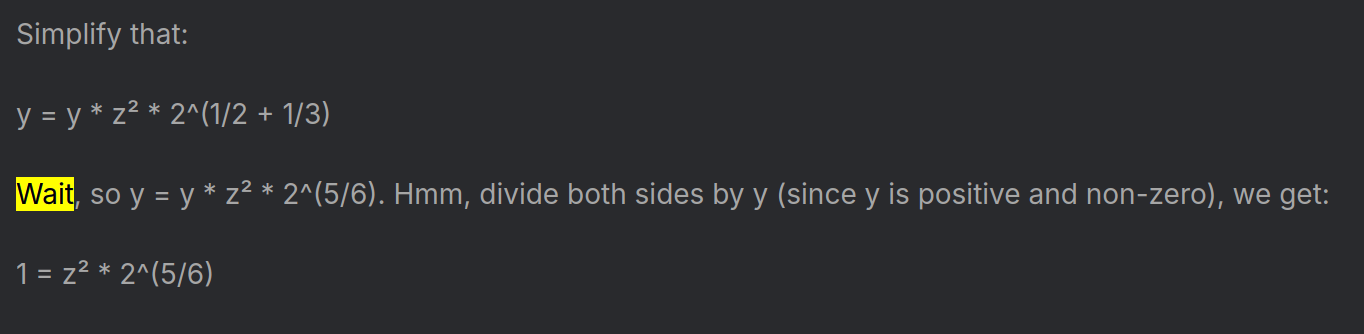 Simplify that:
y = y * z² * 2^(1/2 + 1/3)
Wait, so y = y * z² * 2^(5/6). Hmm, divide both sides by y (since y is positive and non-zero), we get:
1 = z² * 2^(5/6)